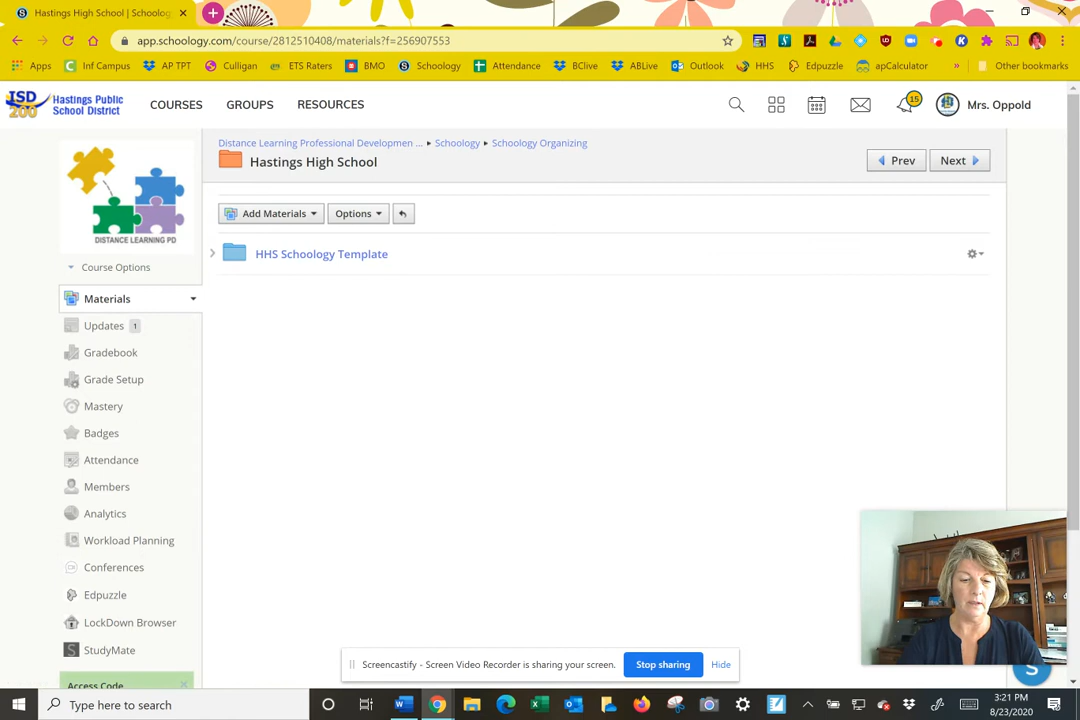 Hastings High School | Schoolog
app.schoology.com/course/2812510408/materials?f=256907553
Apps
Inf Campus
AP TPT
Culligan
ETS Raters
BMO
Schoology
Attendance
BClive
ABLive
Outlook
HHS
Edpuzzle
apCalculator
»
Other bookmarks
ISD 200
Hastings Public School District
COURSES
GROUPS
RESOURCES
15
Mrs. Oppold
DISTANCE LEARNING PD
Course Options
Materials
Updates 1
Gradebook
Grade Setup
Mastery
Badges
Attendance
Members
Analytics
Workload Planning
Conferences
Edpuzzle
LockDown Browser
StudyMate
Access Code
Distance Learning Professional Developmen ... ▸ Schoology ▸ Schoology Organizing
Hastings High School
Prev
Next
Add Materials
Options
HHS Schoology Template
Screencastify - Screen Video Recorder is sharing your screen.
Stop sharing
Hide
Type here to search
3:21 PM
8/23/2020